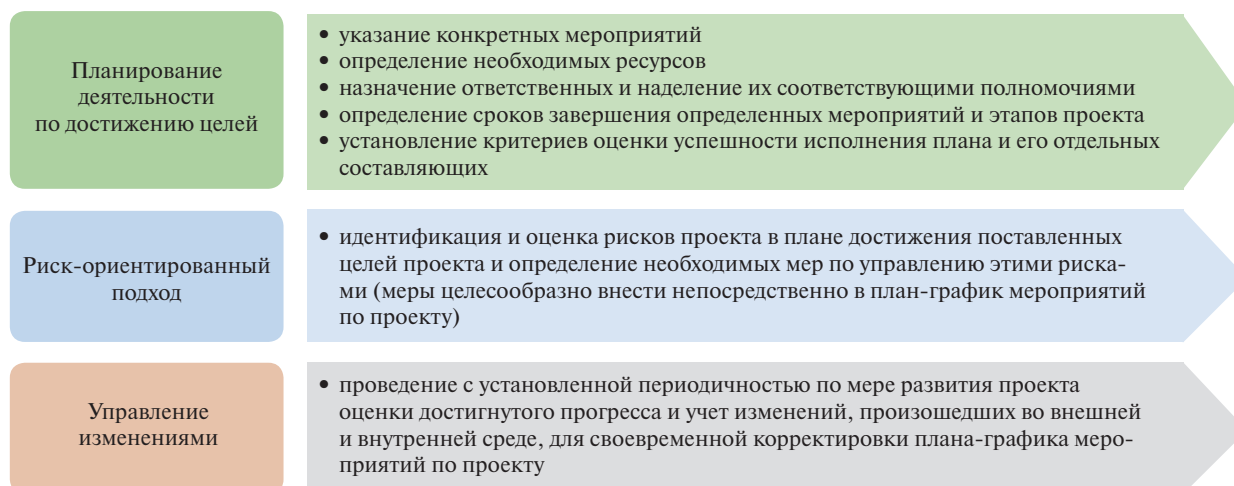 Планирование
деятельности
по достижению целей
• указание конкретных мероприятий
• определение необходимых ресурсов
• назначение ответственных и наделение их соответствующими полномочиями
• определение сроков завершения определенных мероприятий и этапов проекта
• установление критериев оценки успешности исполнения плана и его отдельных
составляющих
Риск-ориентированный
подход
• идентификация и оценка рисков проекта в плане достижения поставленных
целей проекта и определение необходимых мер по управлению этими риска-
ми (меры целесообразно внести непосредственно в план-график мероприятий
по проекту)
Управление
изменениями
• проведение с установленной периодичностью по мере развития проекта
оценки достигнутого прогресса и учет изменений, произошедших во внешней
и внутренней среде, для своевременной корректировки плана-графика меро-
приятий по проекту